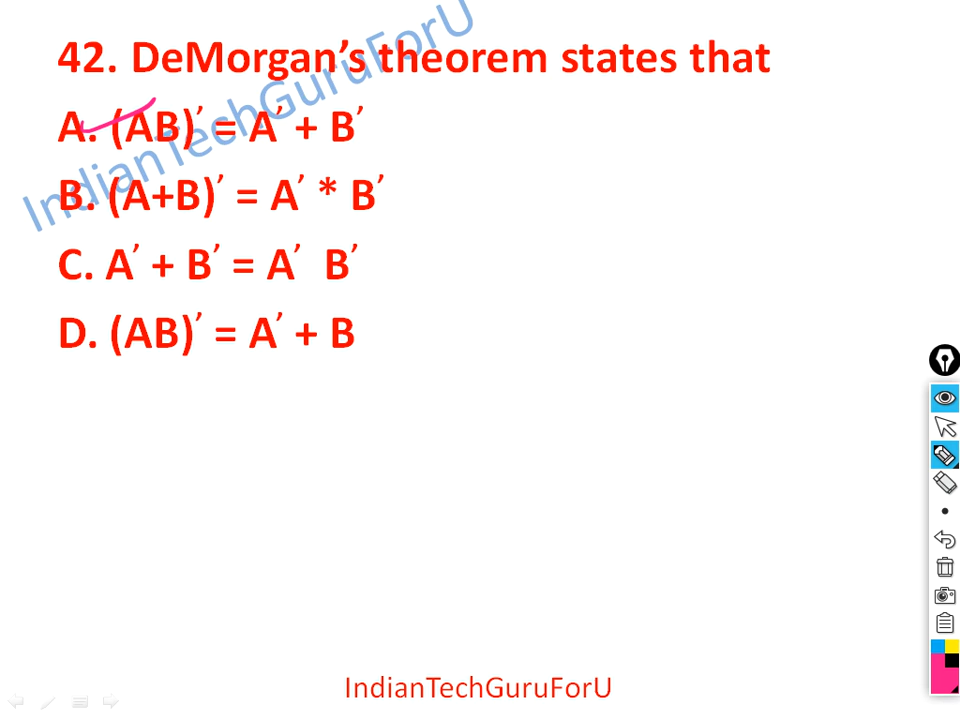 42. DeMorgan’s theorem states that
A. (AB)′ = A′ + B′
B. (A+B)′ = A′ * B′
C. A′ + B′ = A′ B′
D. (AB)′ = A′ + B
IndianTechGuruForU
IndianTechGuruForU